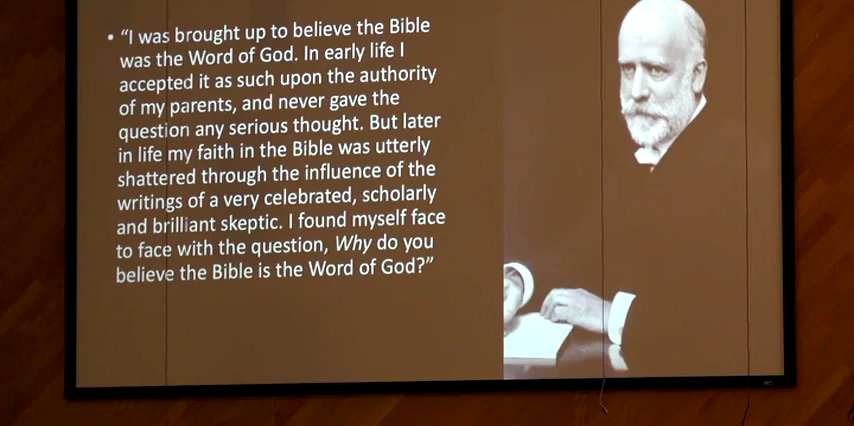 • “I was brought up to believe the Bible
was the Word of God. In early life I
accepted it as such upon the authority
of my parents, and never gave the
question any serious thought. But later
in life my faith in the Bible was utterly
shattered through the influence of the
writings of a very celebrated, scholarly
and brilliant skeptic. I found myself face
to face with the question, Why do you
believe the Bible is the Word of God?”